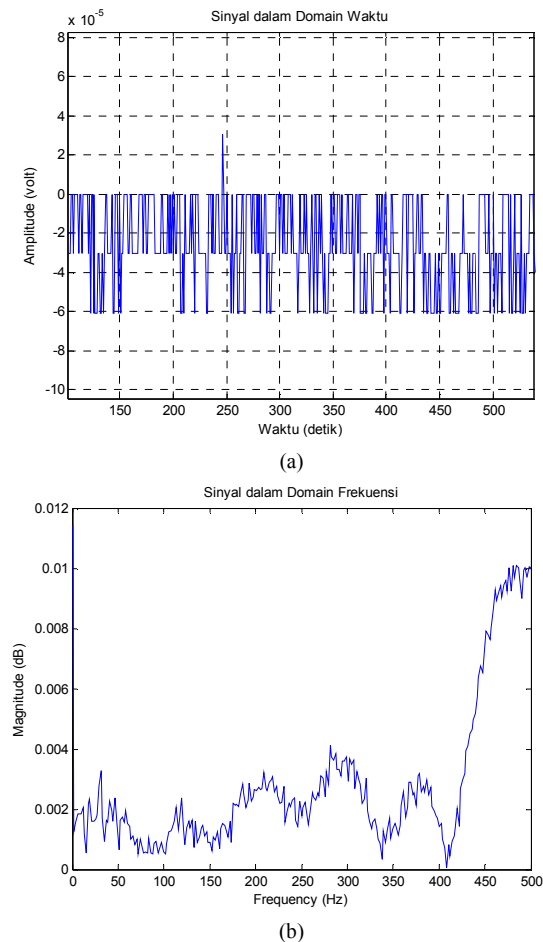 Sinyal dalam Domain Waktu
x 10-5
8
6
4
2
0
-2
-4
-6
-8
-10
Amplitude (volt)
150 200 250 300 350 400 450 500
Waktu (detik)
(a)
Sinyal dalam Domain Frekuensi
0.012
0.01
0.008
0.006
0.004
0.002
0
Magnitude (dB)
0 50 100 150 200 250 300 350 400 450 500
Frequency (Hz)
(b)